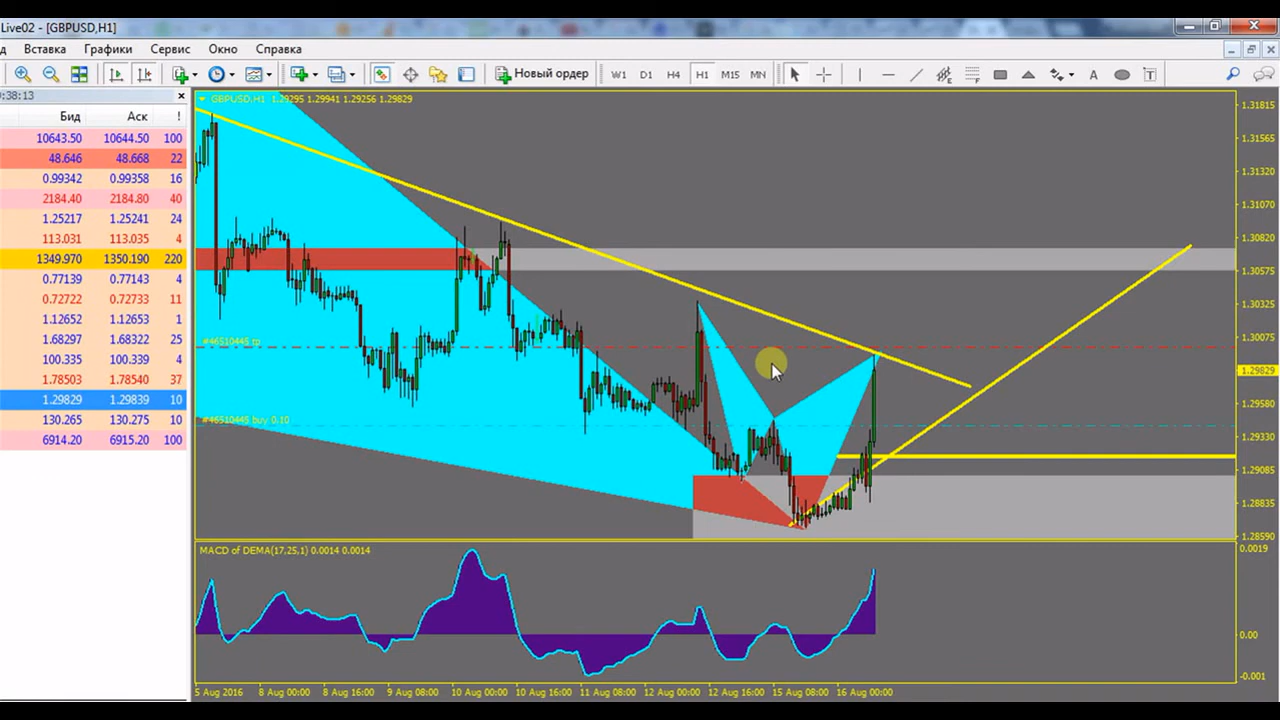 Live02 - [GBPUSD,H1]
Вставка Графики Сервис Окно Справка
Новый ордер W1 D1 H4 H1 M15 MN A T
:38:13
Бид Аск !
10643.50 10644.50 100
48.646 48.668 22
0.99342 0.99358 16
2184.40 2184.80 40
1.25217 1.25241 24
113.031 113.035 4
1349.970 1350.190 220
0.77139 0.77143 4
0.72722 0.72733 11
1.12652 1.12653 1
1.68297 1.68322 25
100.335 100.339 4
1.78503 1.78540 37
1.29829 1.29839 10
130.265 130.275 10
6914.20 6915.20 100
GBPUSD,H1 1.29295 1.29941 1.29256 1.29829
#46510445 tp
#46510445 buy 0.10
1.31815
1.31565
1.31320
1.31070
1.30820
1.30575
1.30325
1.30075
1.29829
1.29580
1.29330
1.29085
1.28835
1.28590
MACD of DEMA(17,25,1) 0.0014 0.0014
0.0019
0.00
-0.001
5 Aug 2016 8 Aug 00:00 8 Aug 16:00 9 Aug 08:00 10 Aug 00:00 10 Aug 16:00 11 Aug 08:00 12 Aug 00:00 12 Aug 16:00 15 Aug 08:00 16 Aug 00:00